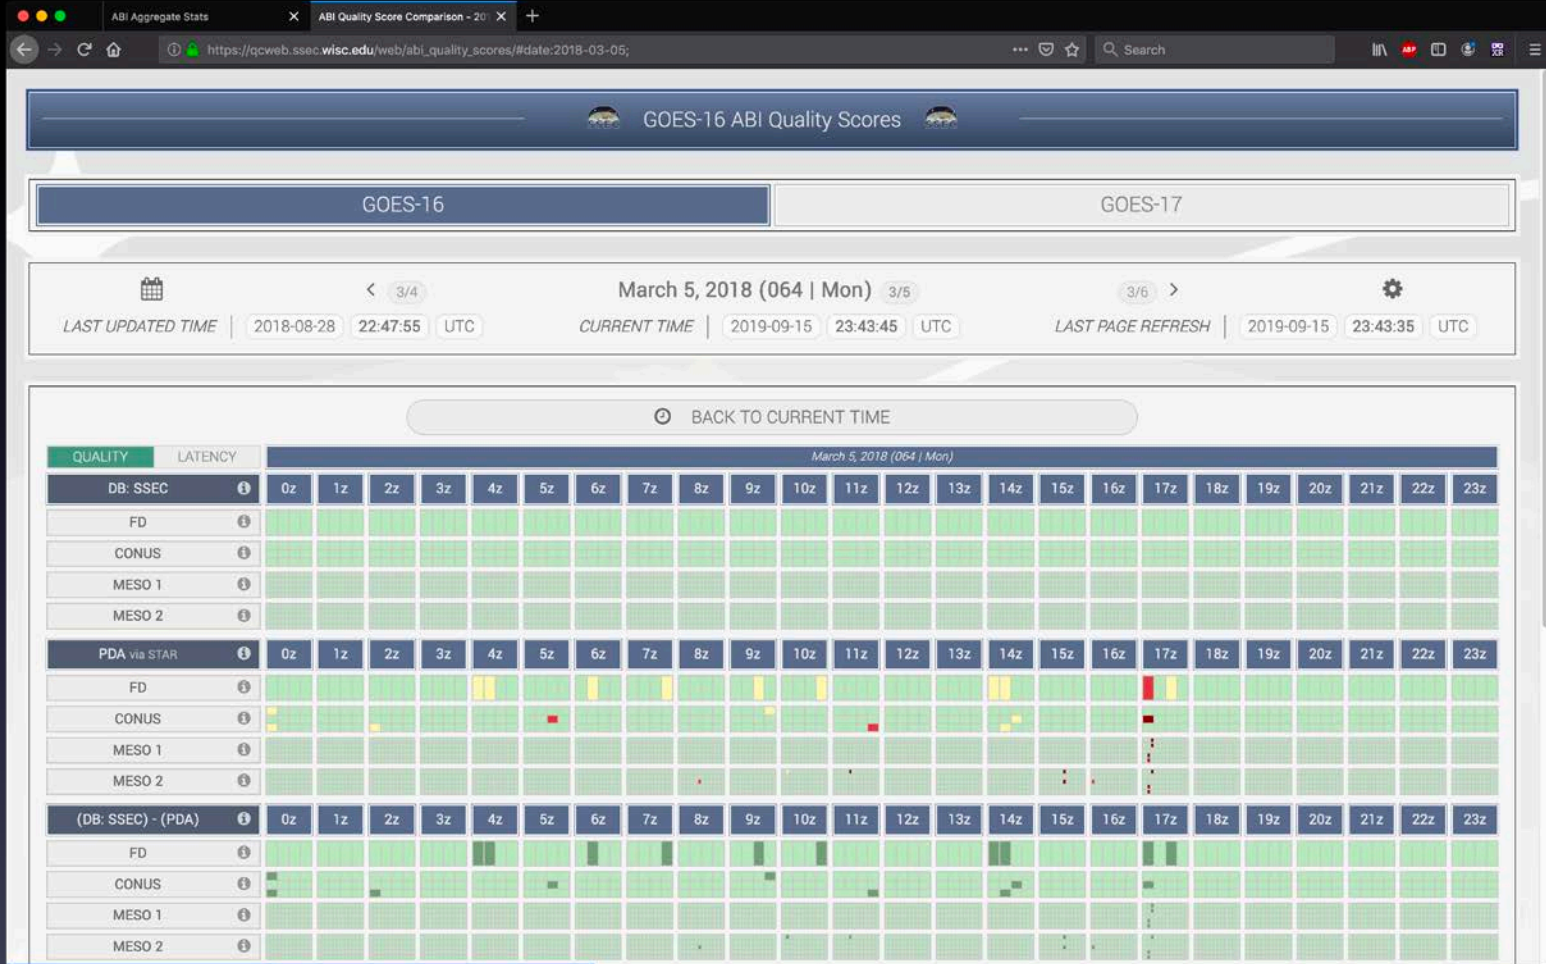 ABI Aggregate Stats
ABI Quality Score Comparison - 20
https://qcweb.ssec.wisc.edu/web/abi_quality_scores/#date:2018-03-05;
Search
ABP
XR
GOES-16 ABI Quality Scores
GOES-16 GOES-17
3/4 March 5, 2018 (064 | Mon) 3/5 3/6
LAST UPDATED TIME | 2018-08-28 22:47:55 UTC CURRENT TIME | 2019-09-15 23:43:45 UTC LAST PAGE REFRESH | 2019-09-15 23:43:35 UTC
BACK TO CURRENT TIME
QUALITY LATENCY March 5, 2018 (064 | Mon)
DB: SSEC 0z 1z 2z 3z 4z 5z 6z 7z 8z 9z 10z 11z 12z 13z 14z 15z 16z 17z 18z 19z 20z 21z 22z 23z
FD
CONUS
MESO 1
MESO 2
PDA via STAR 0z 1z 2z 3z 4z 5z 6z 7z 8z 9z 10z 11z 12z 13z 14z 15z 16z 17z 18z 19z 20z 21z 22z 23z
FD
CONUS
MESO 1
MESO 2
(DB: SSEC) - (PDA) 0z 1z 2z 3z 4z 5z 6z 7z 8z 9z 10z 11z 12z 13z 14z 15z 16z 17z 18z 19z 20z 21z 22z 23z
FD
CONUS
MESO 1
MESO 2